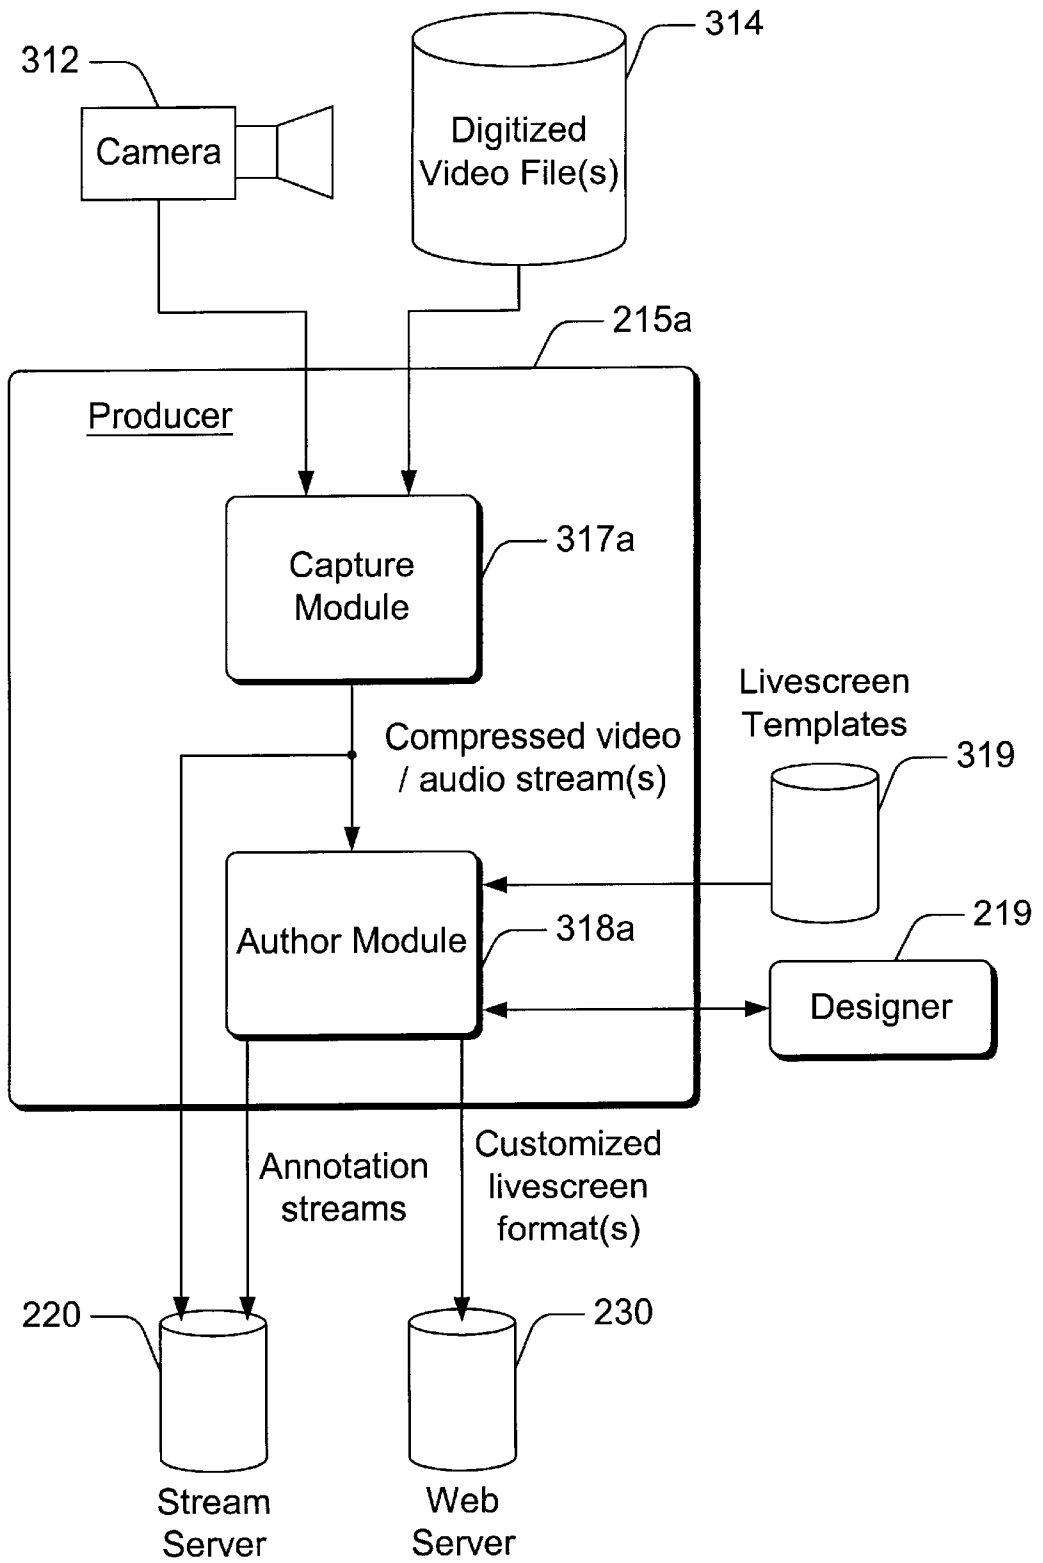 314
312
Camera
Digitized
Video File(s)
215a
Producer
317a
Capture
Module
Livescreen
Templates
Compressed video
/ audio stream(s)
319
Author Module
318a
219
Designer
Annotation
streams
Customized
livescreen
format(s)
220
230
Stream
Server
Web
Server